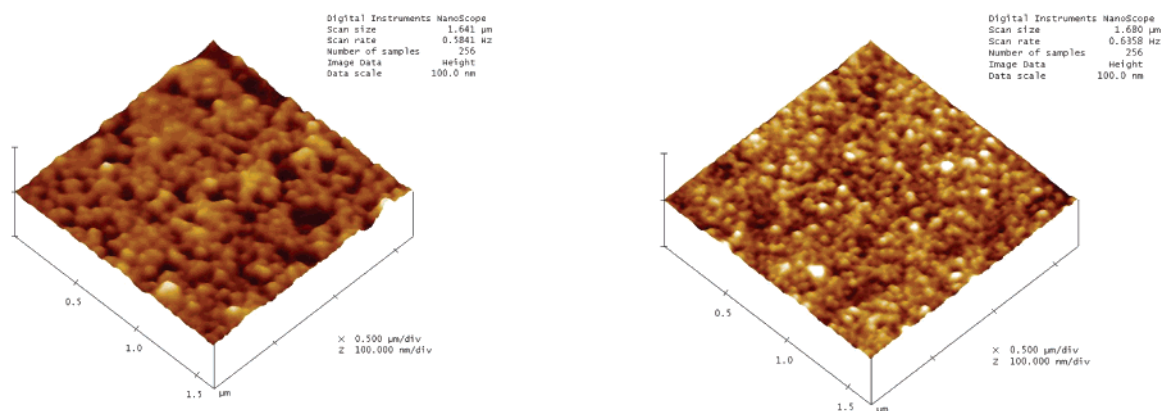 Digital Instruments NanoScope
Scan size 1.641 µm
Scan rate 0.5841 Hz
Number of samples 256
Image Data Height
Data scale 100.0 nm
0.5
1.0
1.5
µm
X 0.500 µm/div
Z 100.000 nm/div
Digital Instruments NanoScope
Scan size 1.680 µm
Scan rate 0.6358 Hz
Number of samples 256
Image Data Height
Data scale 100.0 nm
0.5
1.0
1.5
µm
X 0.500 µm/div
Z 100.000 nm/div